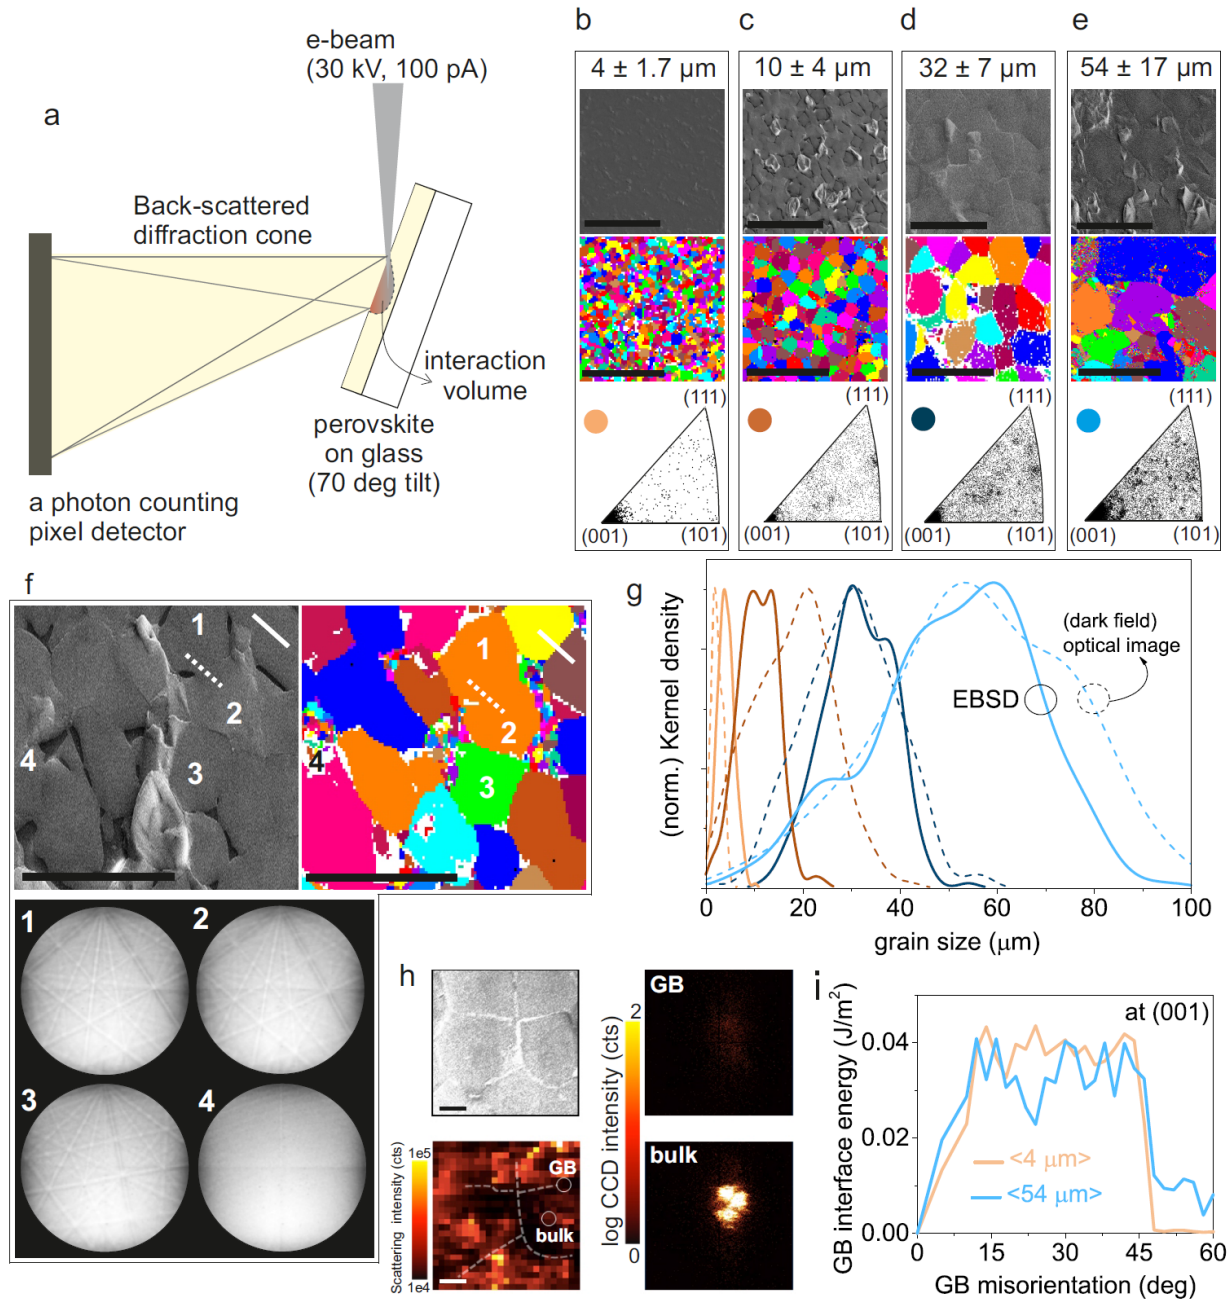 a
e-beam
(30 kV, 100 pA)
Back-scattered
diffraction cone
interaction
volume
perovskite
on glass
(70 deg tilt)
a photon counting
pixel detector
b
4 ± 1.7 µm
(111)
(001)
(101)
c
10 ± 4 µm
(111)
(001)
(101)
d
32 ± 7 µm
(111)
(001)
(101)
e
54 ± 17 µm
(111)
(001)
(101)
f
1
2
3
4
1
2
3
4
1
2
3
4
g
(norm.) Kernel density
(dark field)
optical image
EBSD
0
20
40
60
80
100
grain size (µm)
h
Scattering intensity (cts)
1e5
1e4
GB
bulk
log CCD intensity (cts)
2
0
GB
bulk
i
at (001)
GB interface energy (J/m²)
0.04
0.02
0.00
<4 µm>
<54 µm>
0
15
30
45
60
GB misorientation (deg)